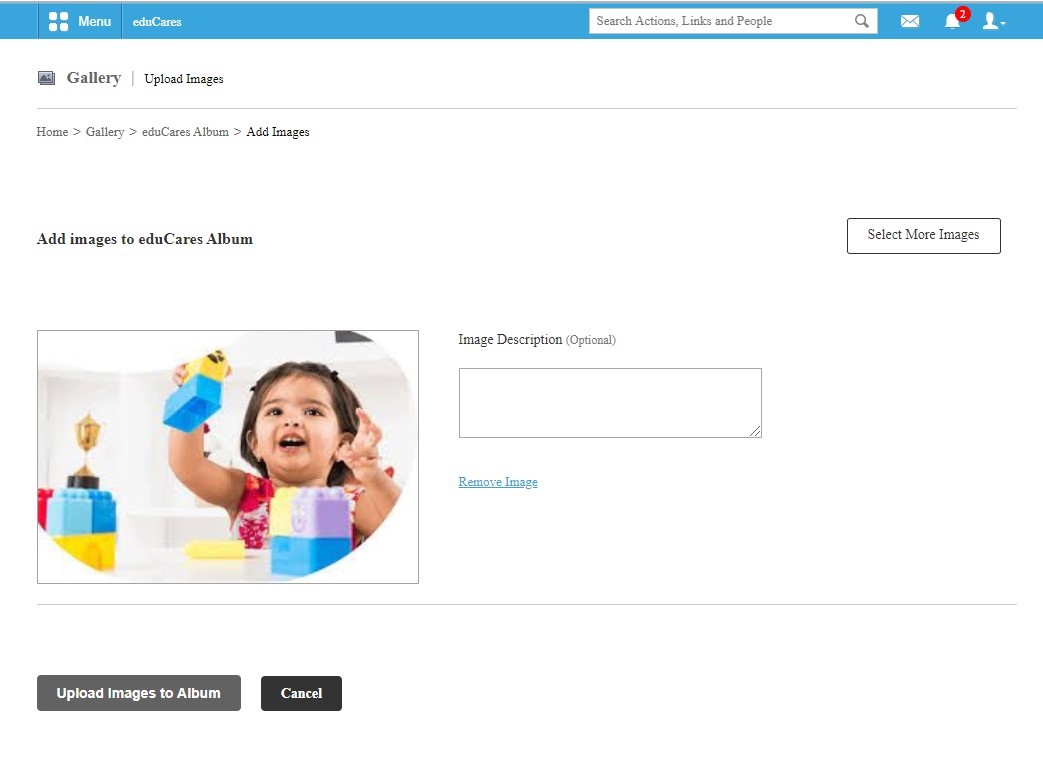 Menu
eduCares
Search Actions, Links and People
2
Gallery | Upload Images
Home > Gallery > eduCares Album > Add Images
Add images to eduCares Album
Select More Images
Image Description (Optional)
Remove Image
Upload Images to Album
Cancel